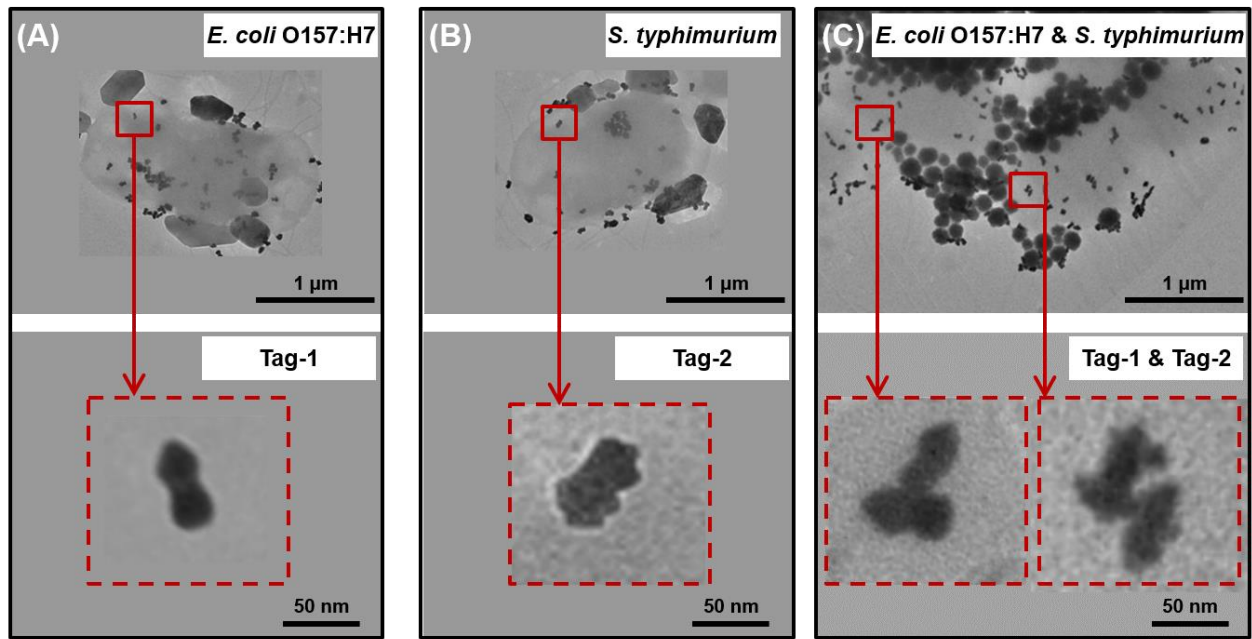 (A) E. coli O157:H7
1 µm
Tag-1
50 nm
(B) S. typhimurium
1 µm
Tag-2
50 nm
(C) E. coli O157:H7 & S. typhimurium
1 µm
Tag-1 & Tag-2
50 nm